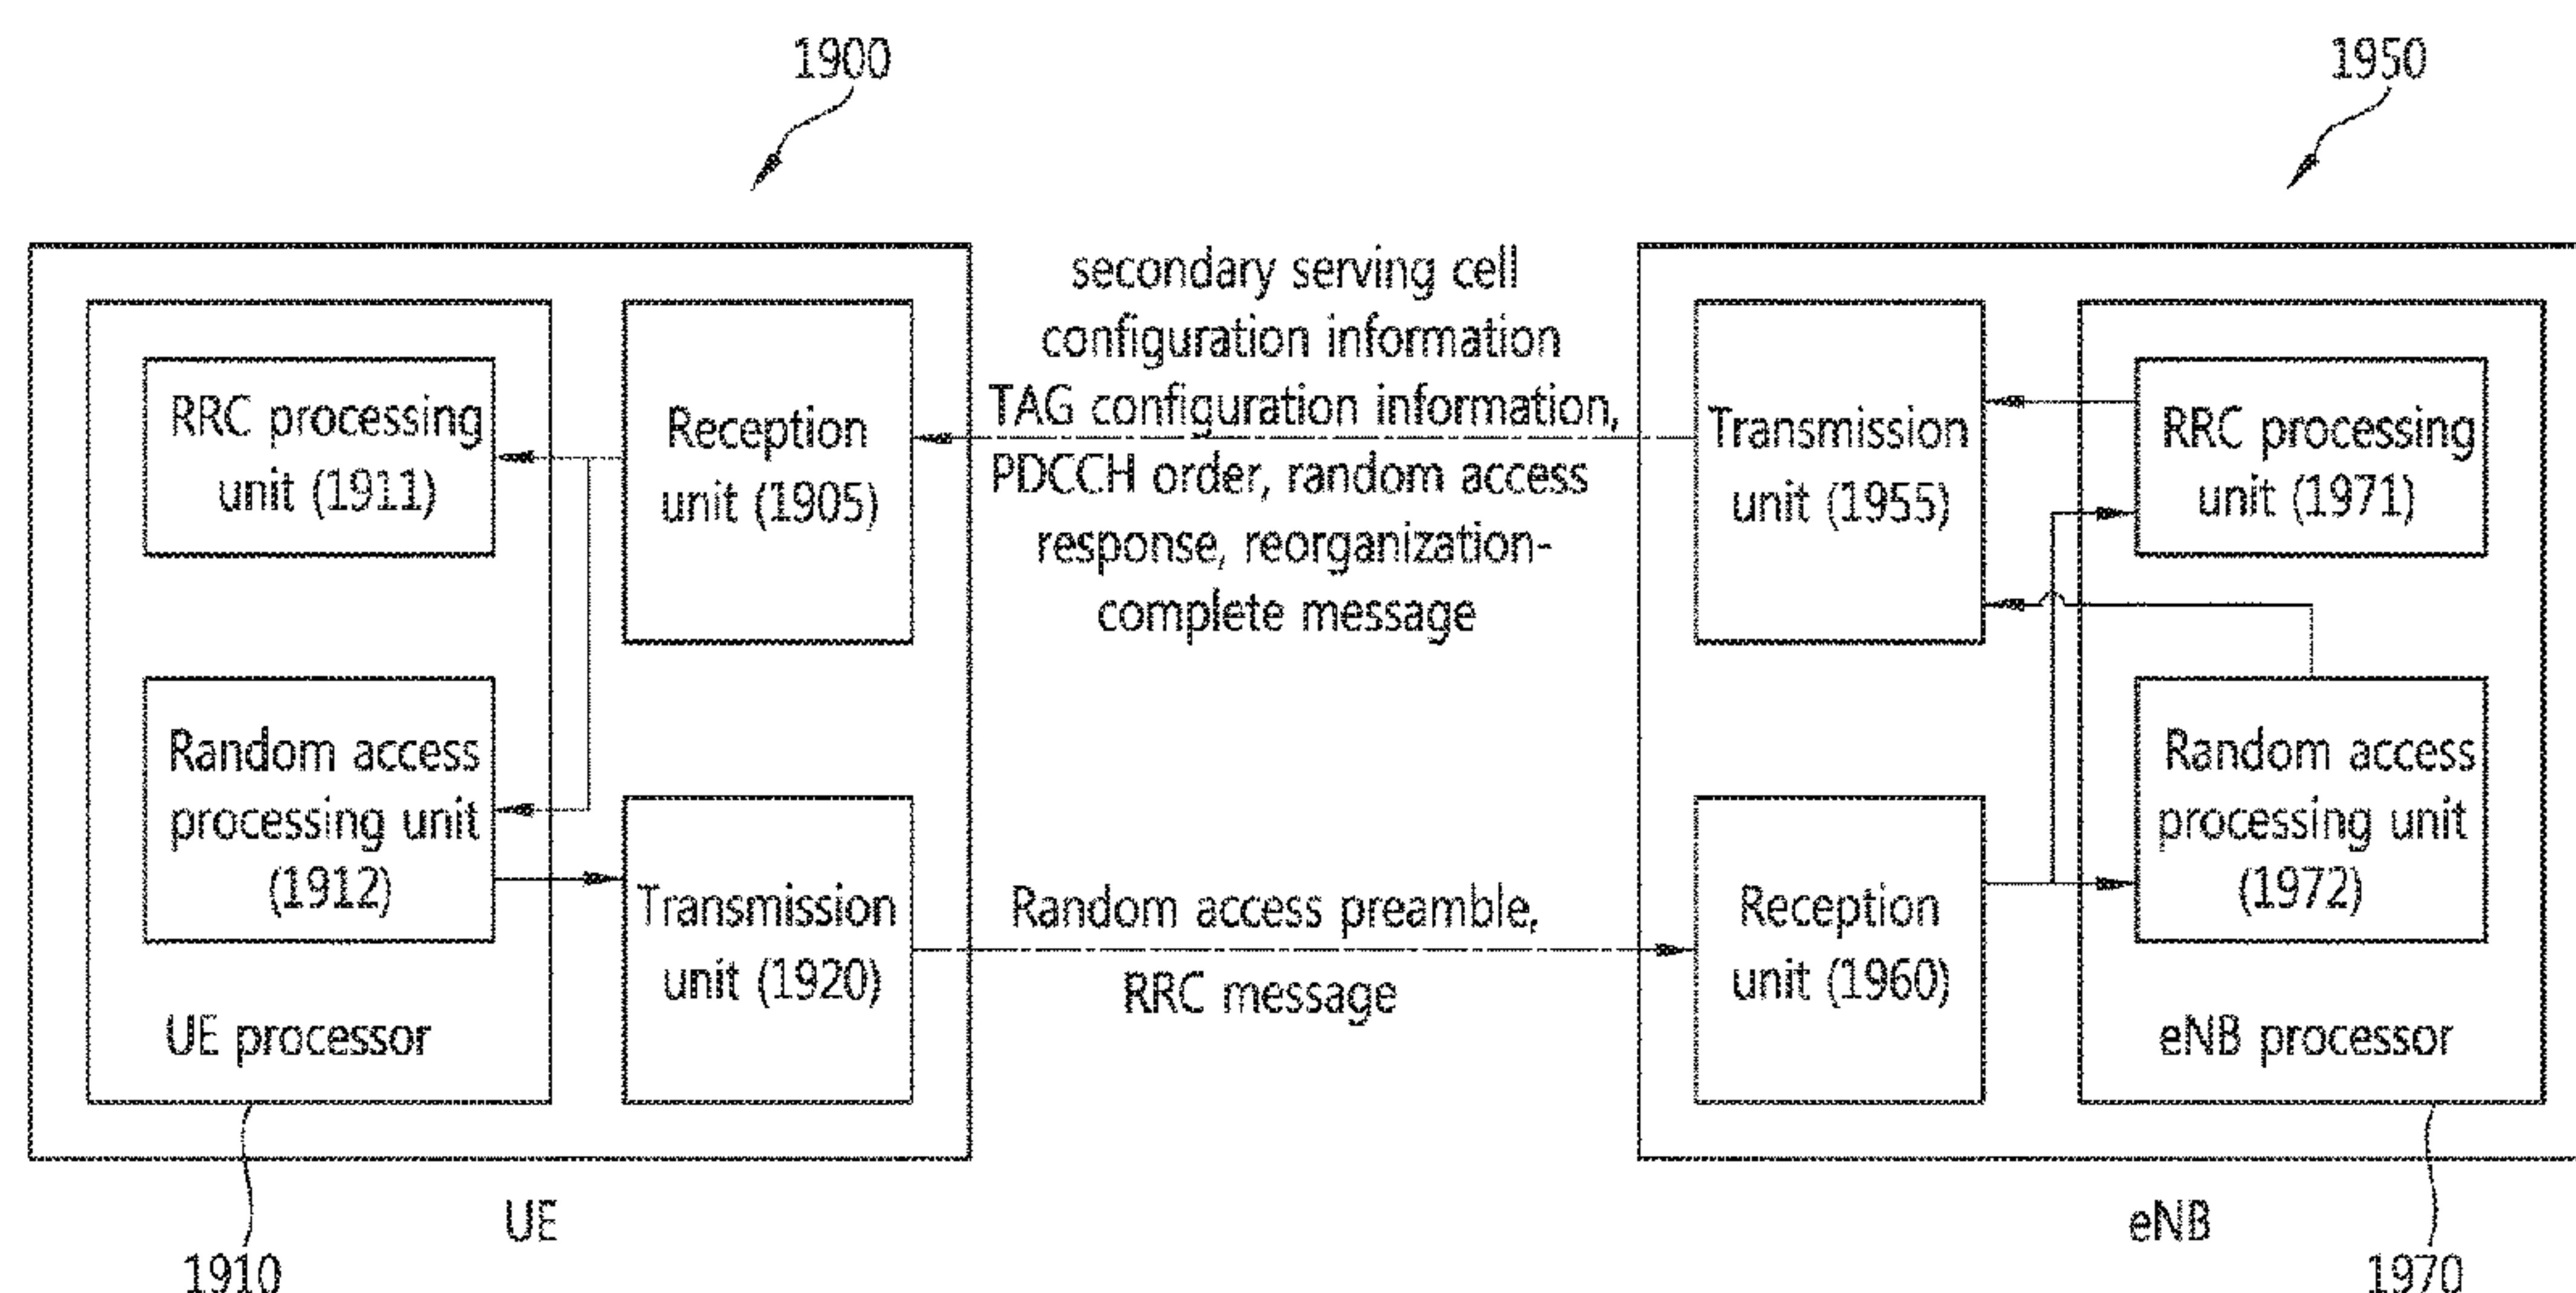 1900
1950
RRC processing
unit (1911)
Random access
processing unit
(1912)
UE processor
Reception
unit (1905)
Transmission
unit (1920)
secondary serving cell
configuration information
TAG configuration information,
PDCCH order, random access
response, reorganization-
complete message
Random access preamble,
RRC message
Transmission
unit (1955)
Reception
unit (1960)
RRC processing
unit (1971)
Random access
processing unit
(1972)
eNB processor
UE
eNB
1910
1970